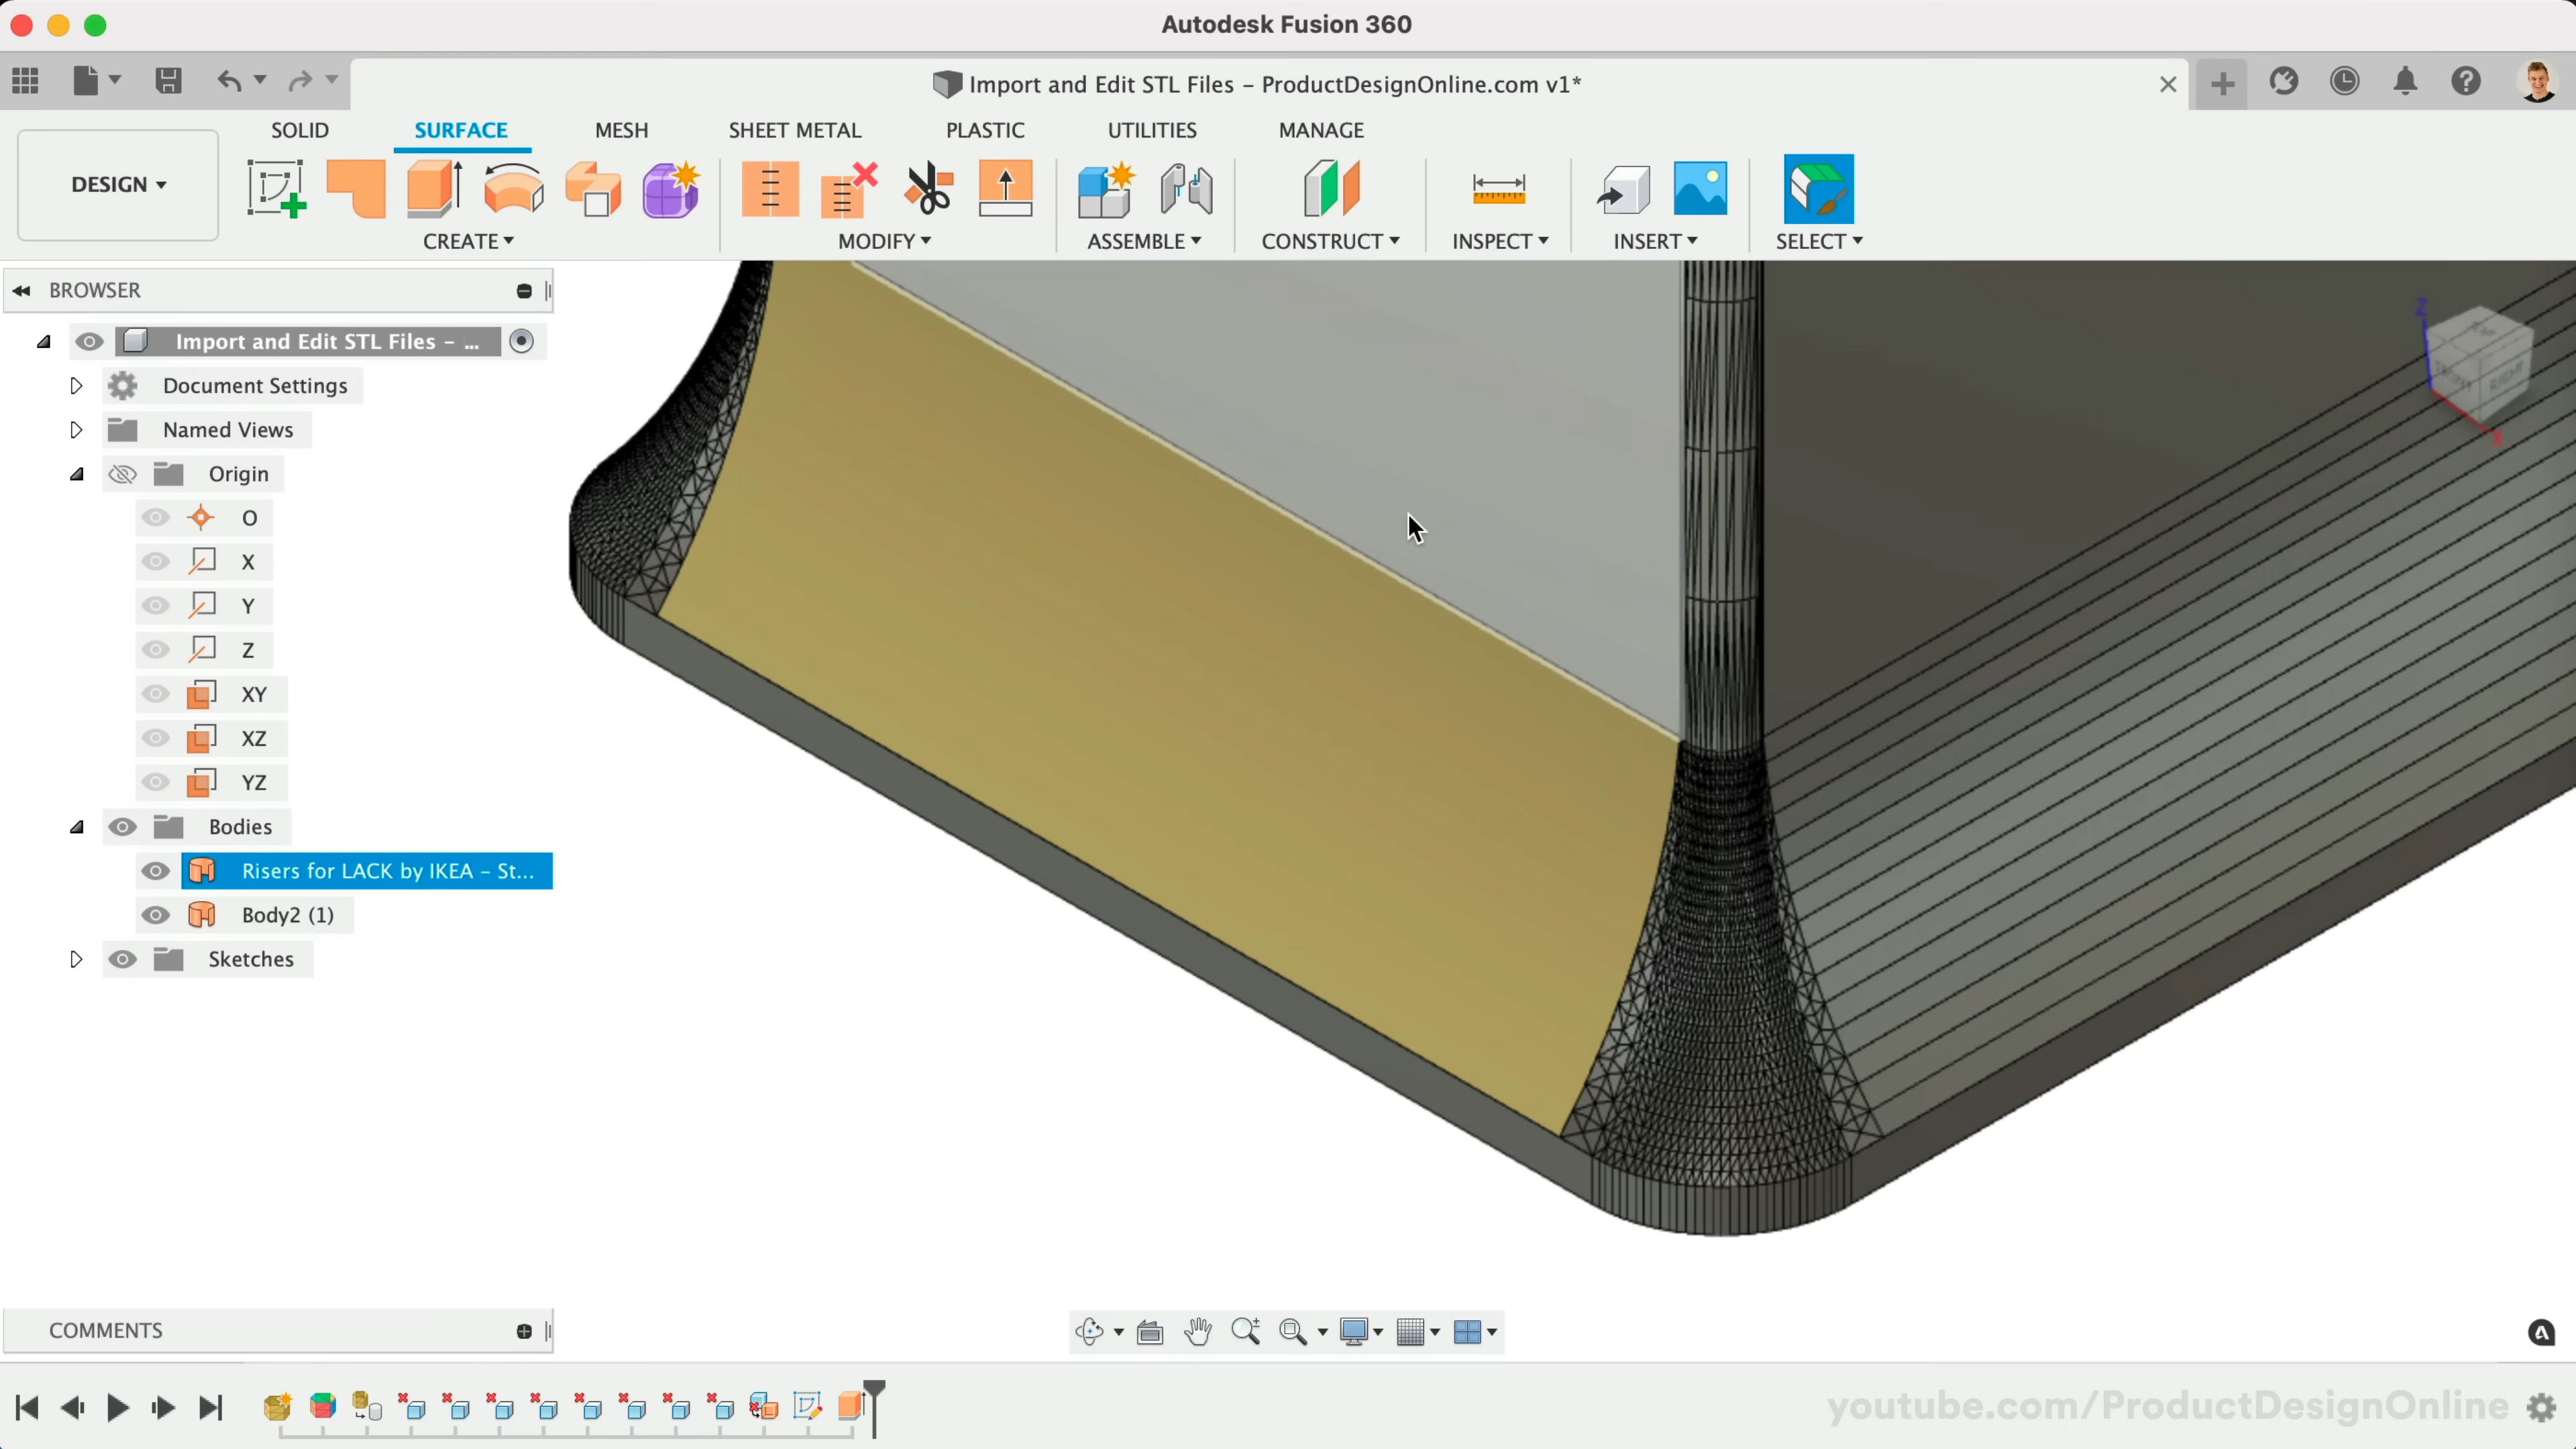 Autodesk Fusion 360
Import and Edit STL Files – ProductDesignOnline.com v1*
SOLID SURFACE MESH SHEET METAL PLASTIC UTILITIES MANAGE
DESIGN
CREATE MODIFY ASSEMBLE CONSTRUCT INSPECT INSERT SELECT
BROWSER
Import and Edit STL Files – ...
Document Settings
Named Views
Origin
O
X
Y
Z
XY
XZ
YZ
Bodies
Risers for LACK by IKEA – St...
Body2 (1)
Sketches
Z
RIGHT
X
COMMENTS
youtube.com/ProductDesignOnline